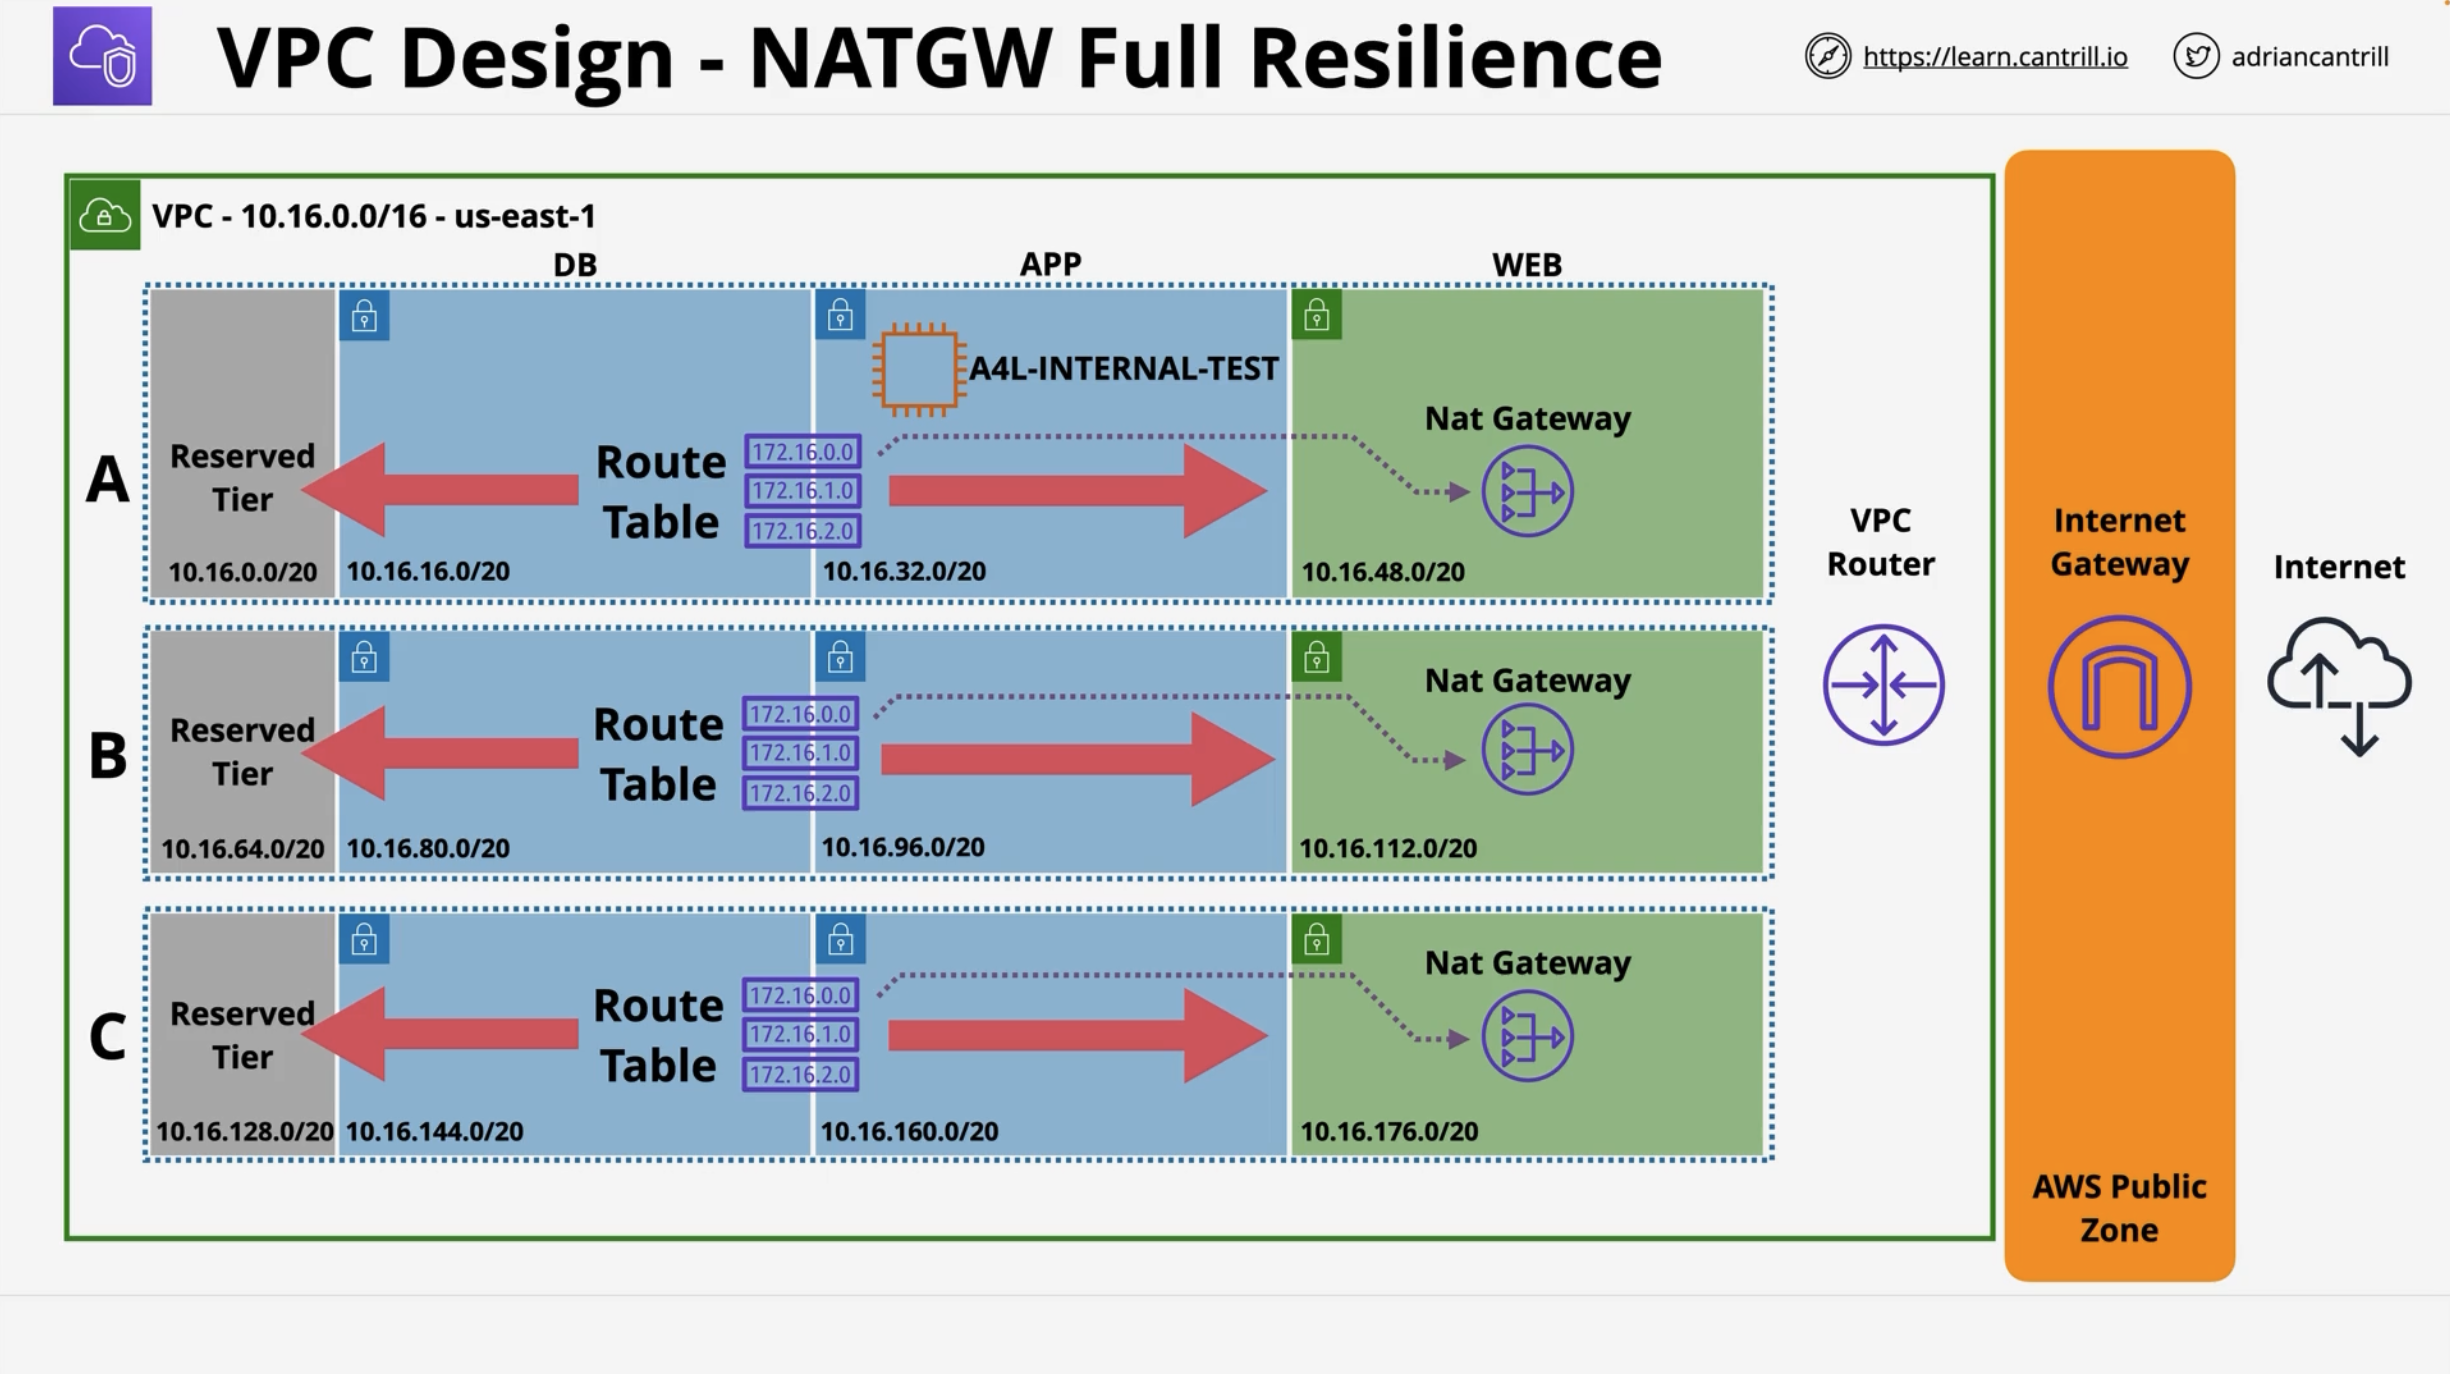 VPC Design - NATGW Full Resilience
https://learn.cantrill.io
adriancantrill
VPC - 10.16.0.0/16 - us-east-1
DB
APP
WEB
A
Reserved
Tier
10.16.0.0/20
Route
Table
172.16.0.0
172.16.1.0
172.16.2.0
10.16.16.0/20
A4L-INTERNAL-TEST
10.16.32.0/20
Nat Gateway
10.16.48.0/20
B
Reserved
Tier
10.16.64.0/20
Route
Table
172.16.0.0
172.16.1.0
172.16.2.0
10.16.80.0/20
10.16.96.0/20
Nat Gateway
10.16.112.0/20
C
Reserved
Tier
10.16.128.0/20
Route
Table
172.16.0.0
172.16.1.0
172.16.2.0
10.16.144.0/20
10.16.160.0/20
Nat Gateway
10.16.176.0/20
VPC
Router
Internet
Gateway
AWS Public
Zone
Internet